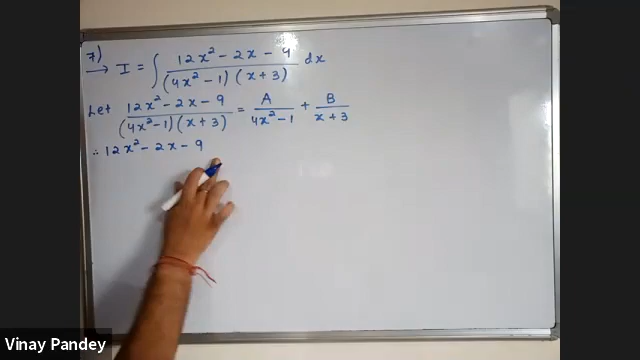 7)
→ I = ∫ (12x² - 2x - 9) / ((4x² - 1)(x + 3)) dx
Let (12x² - 2x - 9) / ((4x² - 1)(x + 3)) = A / (4x² - 1) + B / (x + 3)
∴ 12x² - 2x - 9
Vinay Pandey